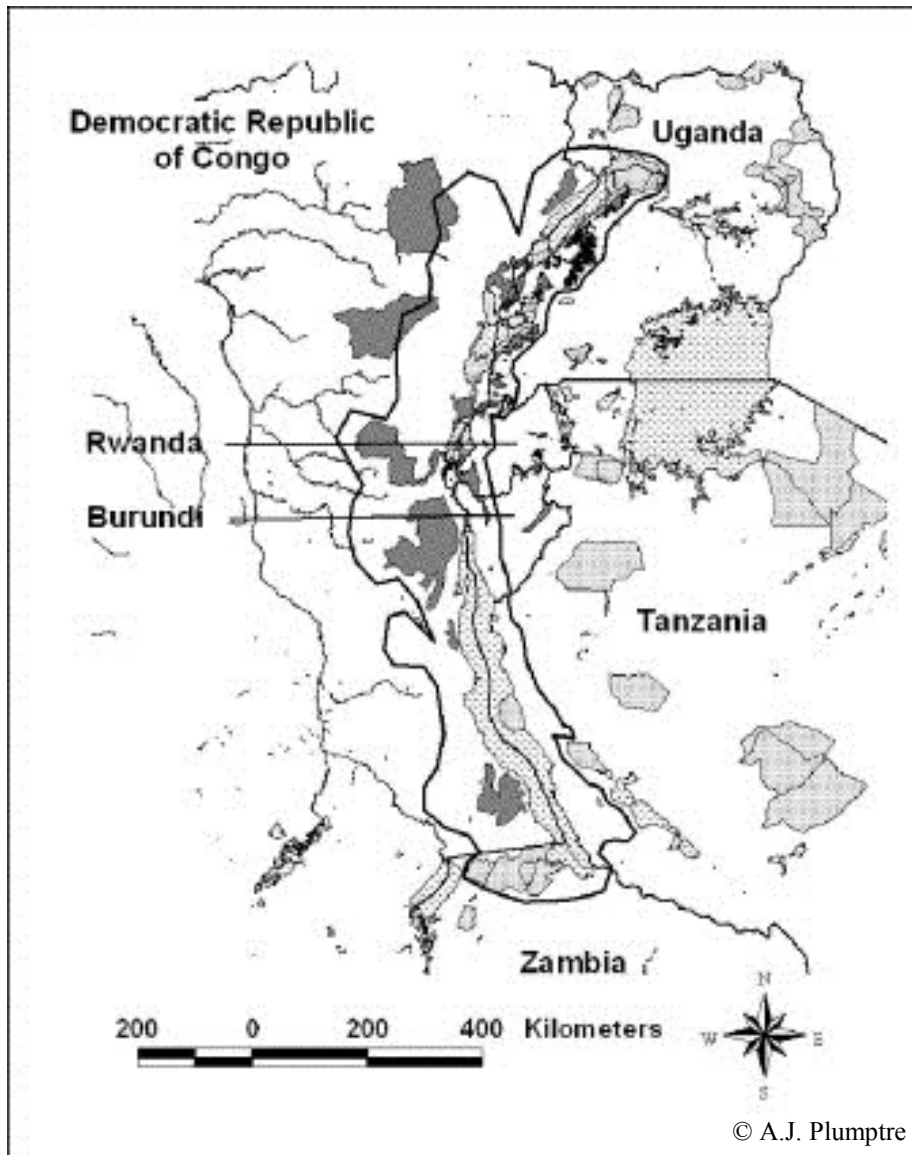 Democratic Republic
of Congo
Uganda
Rwanda
Burundi
Tanzania
Zambia
200 0 200 400 Kilometers
N
W E
S
© A.J. Plumptre